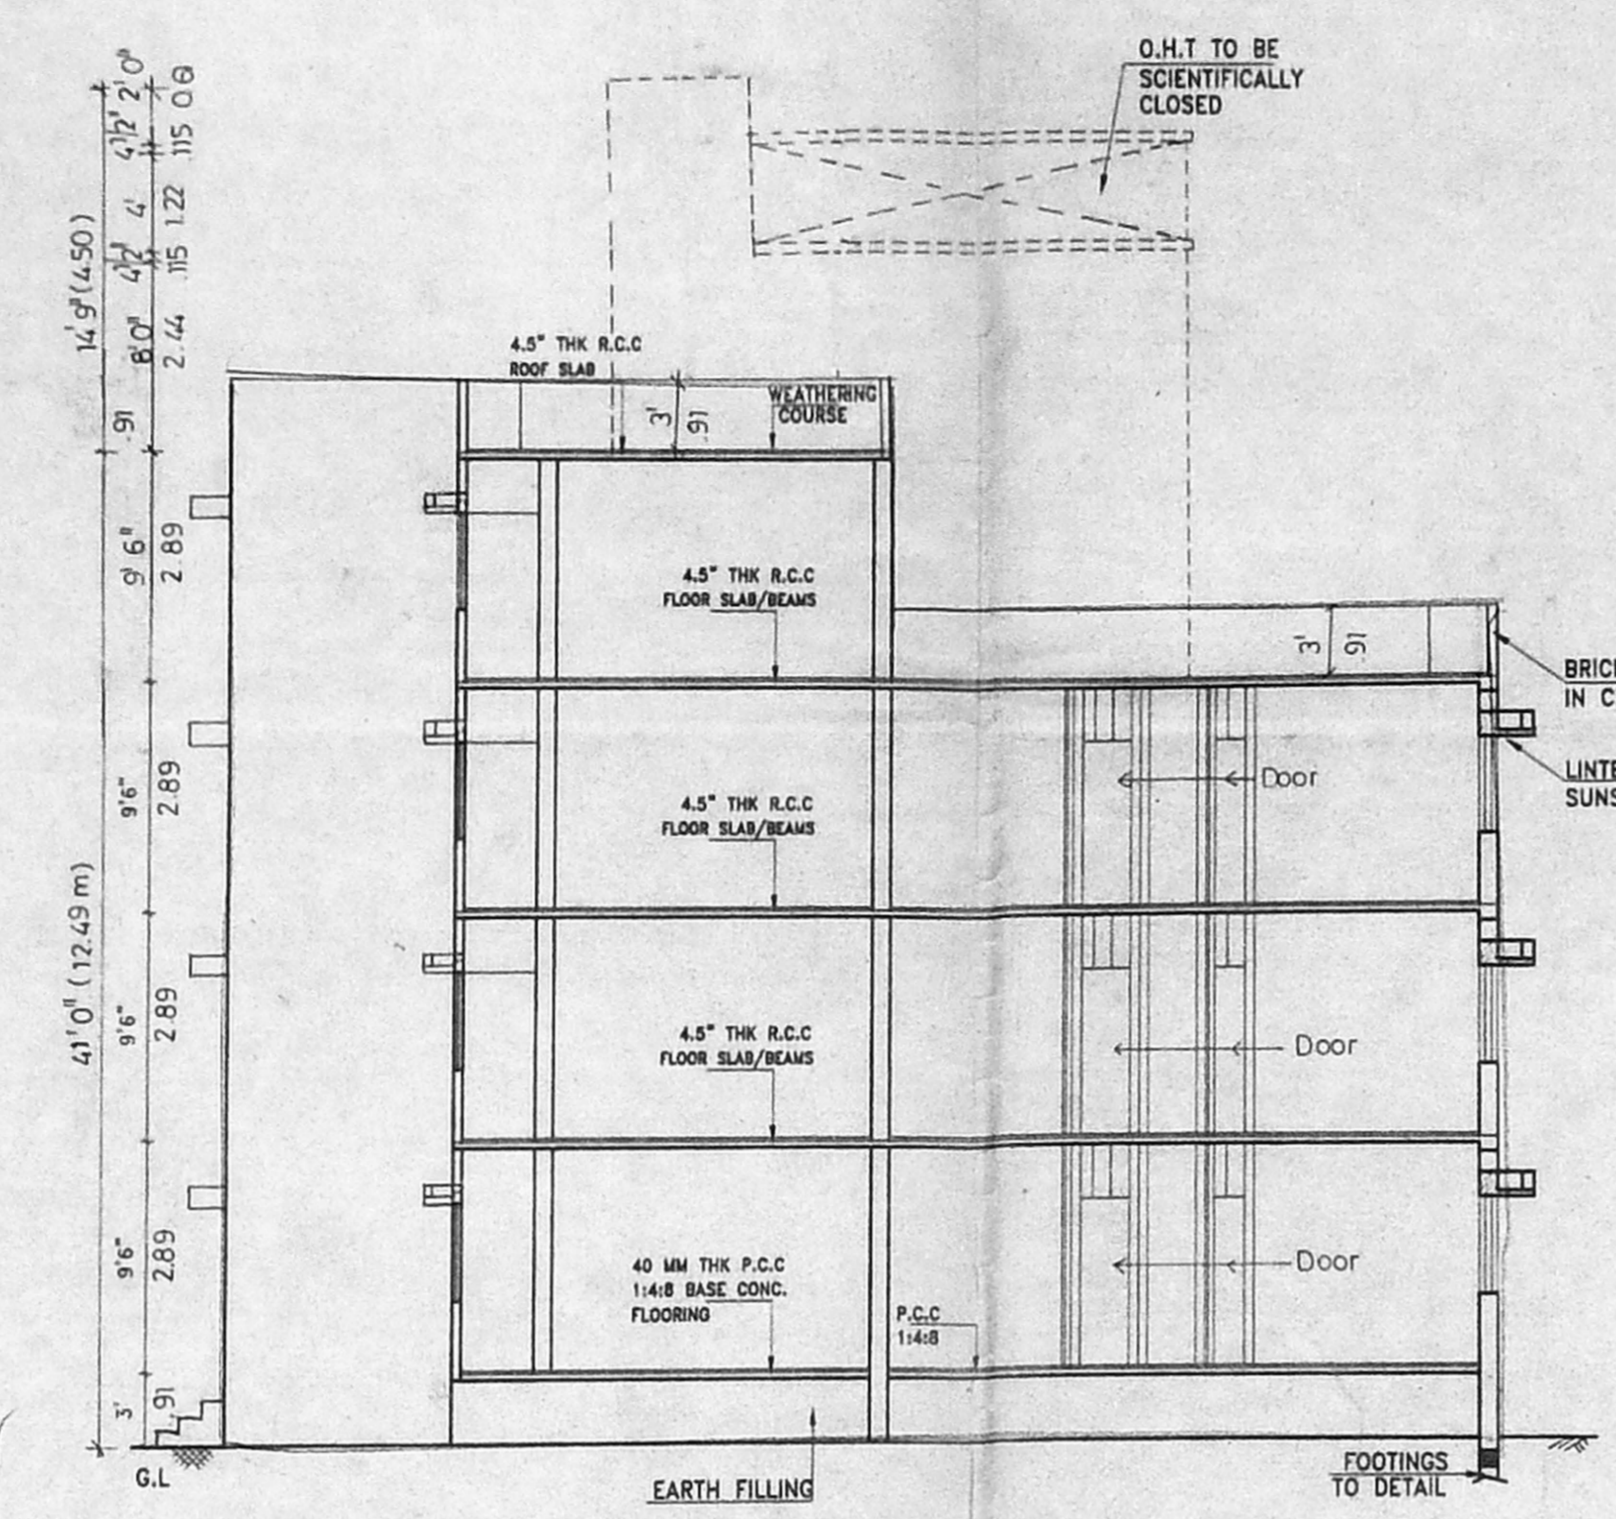 O.H.T TO BE
SCIENTIFICALLY
CLOSED
2' 0"
4½"
.115
4'
1.22
4½"
.115
8' 0"
2.44
14' 9" (4.50)
.91
4.5" THK R.C.C
ROOF SLAB
WEATHERING
COURSE
3'
.91
9' 6"
2.89
4.5" THK R.C.C
FLOOR SLAB/BEAMS
3'
.91
BRIC
IN C
LINTE
SUNS
Door
9'6"
2.89
4.5" THK R.C.C
FLOOR SLAB/BEAMS
41' 0" (12.49 m)
9'6"
2.89
4.5" THK R.C.C
FLOOR SLAB/BEAMS
Door
9'6"
2.89
40 MM THK P.C.C
1:4:8 BASE CONC.
FLOORING
Door
P.C.C
1:4:8
3'
.91
G.L
EARTH FILLING
FOOTINGS
TO DETAIL